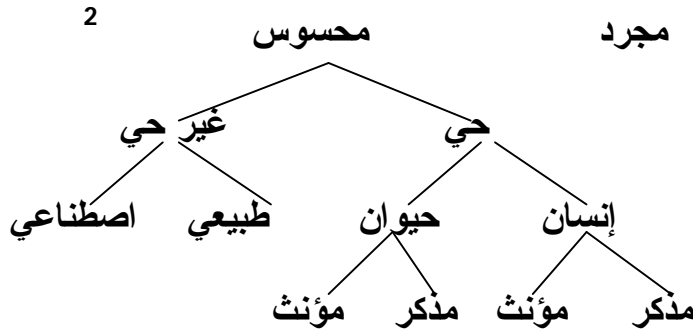 2
مجرد محسوس
حي غير حي
إنسان حيوان طبيعي اصطناعي
مذكر مؤنث مذكر مؤنث